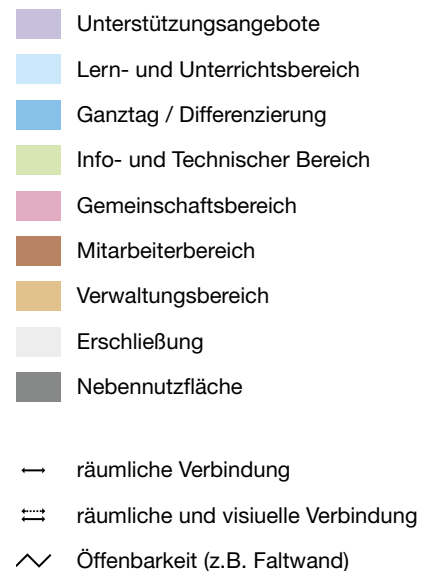 Unterstützungsangebote
Lern- und Unterrichtsbereich
Ganztag / Differenzierung
Info- und Technischer Bereich
Gemeinschaftsbereich
Mitarbeiterbereich
Verwaltungsbereich
Erschließung
Nebennutzfläche
räumliche Verbindung
räumliche und visiuelle Verbindung
Öffenbarkeit (z.B. Faltwand)